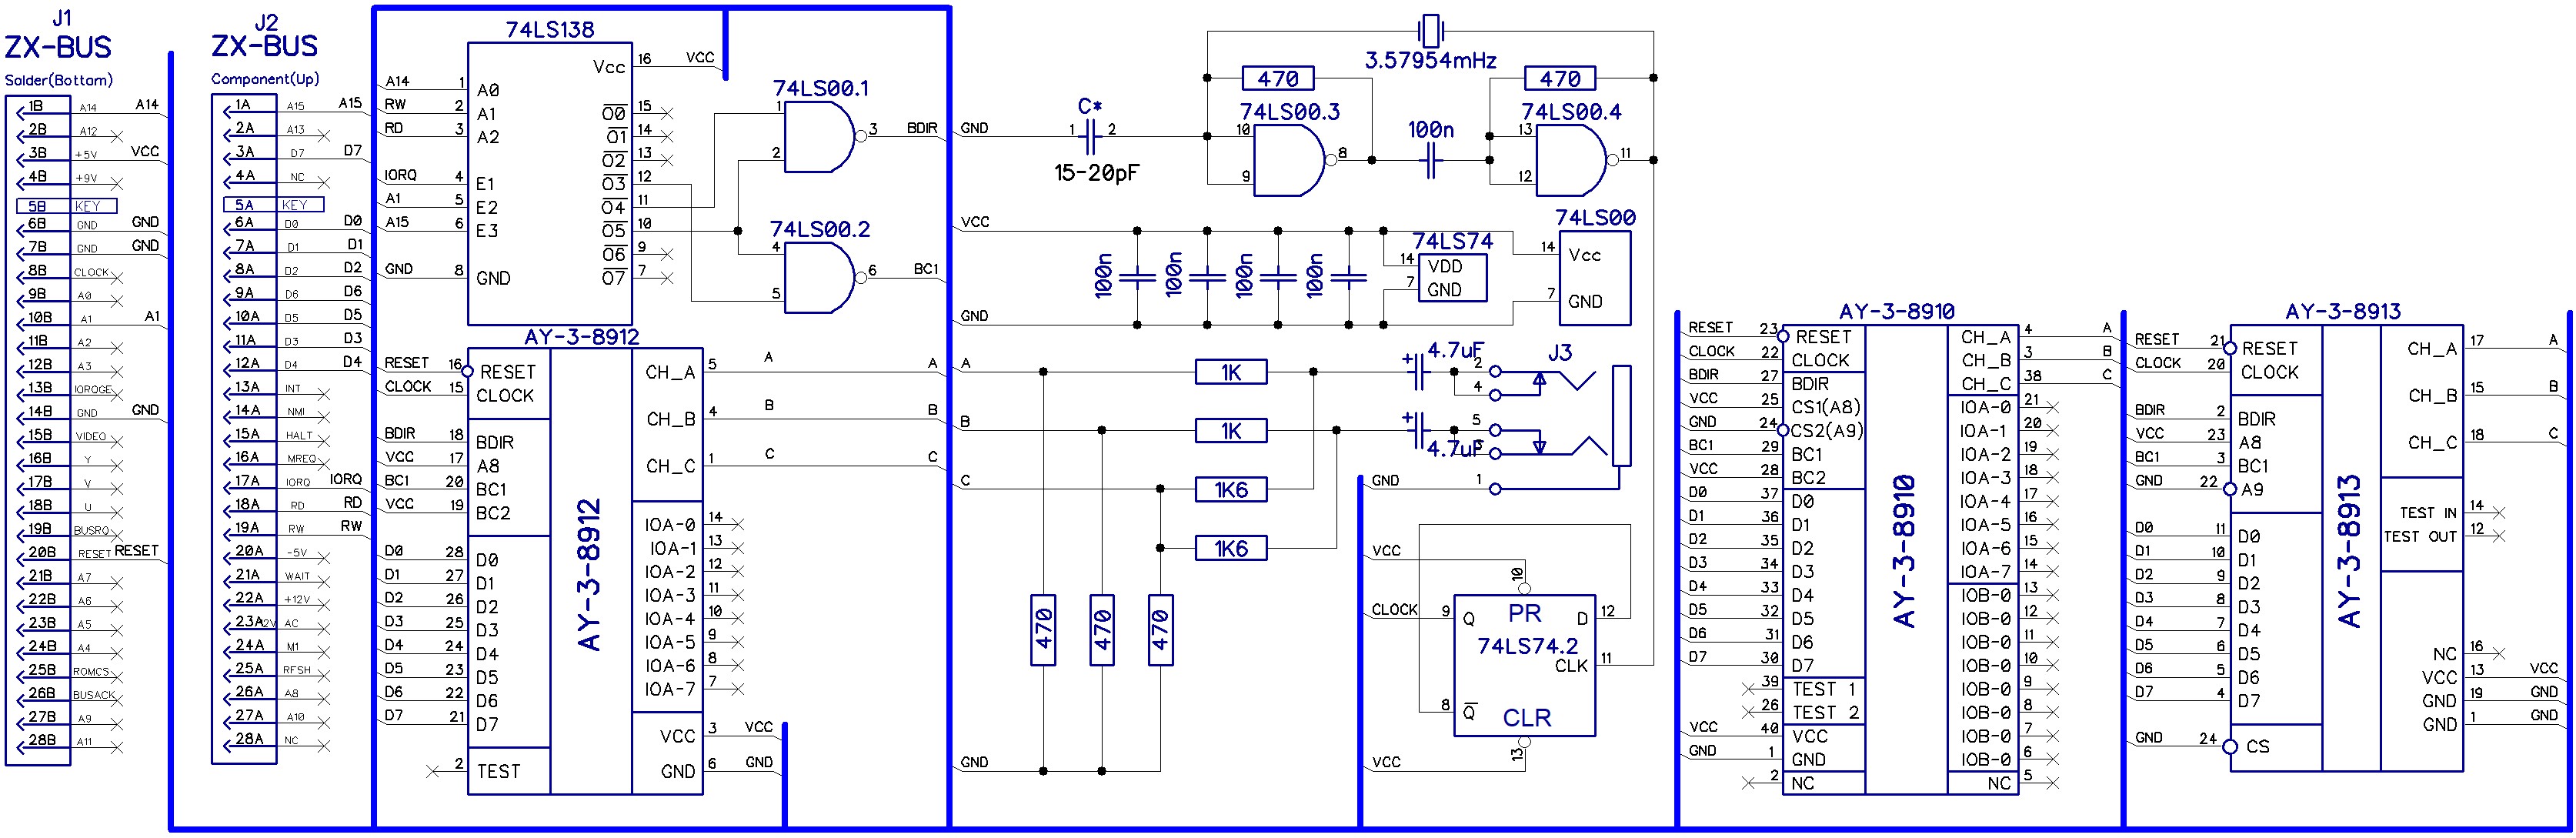 J1
ZX-BUS
Solder(Bottom)
1B A14 A14
2B A12
3B +5V VCC
4B +9V
5B KEY
6B GND GND
7B GND GND
8B CLOCK
9B A0
10B A1 A1
11B A2
12B A3
13B IORQGE
14B GND GND
15B VIDEO
16B Y
17B V
18B U
19B BUSRQ
20B RESET RESET
21B A7
22B A6
23B A5
24B A4
25B ROMCS
26B BUSACK
27B A9
28B A11
J2
ZX-BUS
Component(Up)
1A A15 A15
2A A13
3A D7 D7
4A NC
5A KEY
6A D0 D0
7A D1 D1
8A D2 D2
9A D6 D6
10A D5 D5
11A D3 D3
12A D4 D4
13A INT
14A NMI
15A HALT
16A MREQ
17A IORQ IORQ
18A RD RD
19A RW RW
20A -5V
21A WAIT
22A +12V
23A AC
24A M1
25A RFSH
26A A8
27A A10
28A NC
74LS138
Vcc 16 VCC
A14 1 A0
RW 2 A1
RD 3 A2
IORQ 4 E1
A1 5 E2
A15 6 E3
GND 8 GND
O0 15
O1 14
O2 13
O3 12
O4 11
O5 10
O6 9
O7 7
74LS00.1
1 2 3 BDIR
74LS00.2
4 5 6 BC1
AY-3-8912
AY-3-8912
RESET 16 RESET
CLOCK 15 CLOCK
BDIR 18 BDIR
VCC 17 A8
BC1 20 BC1
VCC 19 BC2
D0 28 D0
D1 27 D1
D2 26 D2
D3 25 D3
D4 24 D4
D5 23 D5
D6 22 D6
D7 21 D7
2 TEST
CH_A 5 A A
CH_B 4 B B
CH_C 1 C C
IOA-0 14
IOA-1 13
IOA-2 12
IOA-3 11
IOA-4 10
IOA-5 9
IOA-6 8
IOA-7 7
VCC 3 VCC
GND 6 GND
3.57954mHz
GND 1 C* 2
15-20pF
470
74LS00.3
10 9 8
100n
470
74LS00.4
13 12 11
VCC
100n 100n 100n 100n
GND
74LS74
14 VDD
7 GND
74LS00
14 Vcc
7 GND
A 1K 4.7uF 2 4 J3
B 1K 4.7uF 5
C 1K6
1K6
GND 1
470 470 470
GND
VCC 10
PR
CLOCK 9 Q D 12
74LS74.2
CLK 11
8 Q
CLR
VCC 13
AY-3-8910
AY-3-8910
RESET 23 RESET
CLOCK 22 CLOCK
BDIR 27 BDIR
VCC 25 CS1(A8)
GND 24 CS2(A9)
BC1 29 BC1
VCC 28 BC2
D0 37 D0
D1 36 D1
D2 35 D2
D3 34 D3
D4 33 D4
D5 32 D5
D6 31 D6
D7 30 D7
39 TEST 1
26 TEST 2
VCC 40 VCC
GND 1 GND
2 NC
CH_A 4 A
CH_B 3 B
CH_C 38 C
IOA-0 21
IOA-1 20
IOA-2 19
IOA-3 18
IOA-4 17
IOA-5 16
IOA-6 15
IOA-7 14
IOB-0 13
IOB-0 12
IOB-0 11
IOB-0 10
IOB-0 9
IOB-0 8
IOB-0 7
IOB-0 6
NC 5
AY-3-8913
AY-3-8913
RESET 21 RESET
CLOCK 20 CLOCK
BDIR 2 BDIR
VCC 23 A8
BC1 3 BC1
GND 22 A9
D0 11 D0
D1 10 D1
D2 9 D2
D3 8 D3
D4 7 D4
D5 6 D5
D6 5 D6
D7 4 D7
GND 24 CS
CH_A 17 A
CH_B 15 B
CH_C 18 C
TEST IN 14
TEST OUT 12
NC 16
VCC 13 VCC
GND 19 GND
GND 1 GND